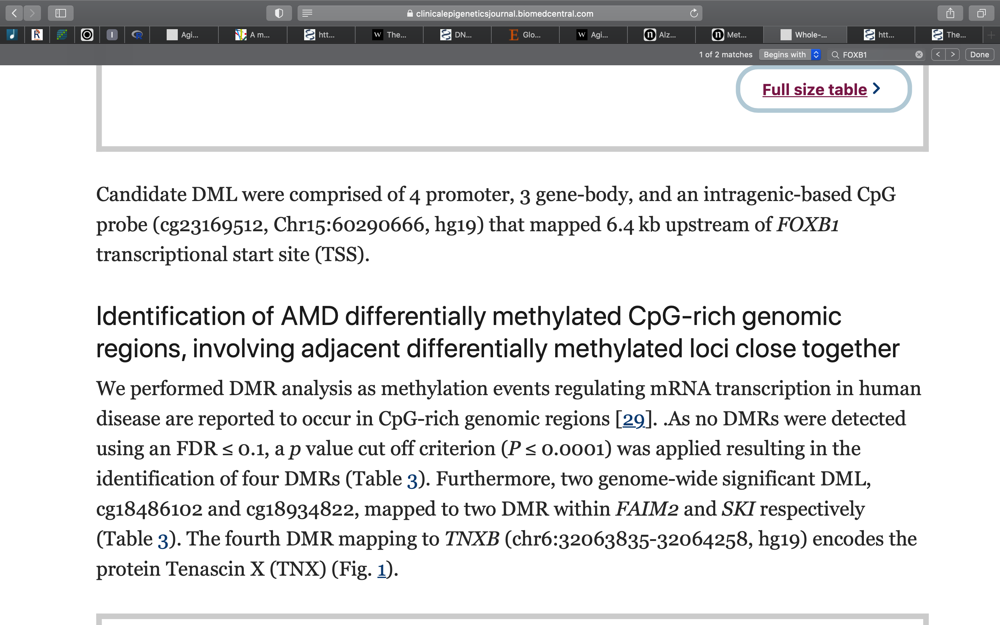 clinicalepigeneticsjournal.biomedcentral.com
Agi... A m... htt... The... DN... Glo... Agi... Alz... Met... Whole-... htt... The...
1 of 2 matches Begins with FOXB1 Done
Full size table
Candidate DML were comprised of 4 promoter, 3 gene-body, and an intragenic-based CpG
probe (cg23169512, Chr15:60290666, hg19) that mapped 6.4 kb upstream of FOXB1
transcriptional start site (TSS).
Identification of AMD differentially methylated CpG-rich genomic
regions, involving adjacent differentially methylated loci close together
We performed DMR analysis as methylation events regulating mRNA transcription in human
disease are reported to occur in CpG-rich genomic regions [29]. .As no DMRs were detected
using an FDR ≤ 0.1, a p value cut off criterion (P ≤ 0.0001) was applied resulting in the
identification of four DMRs (Table 3). Furthermore, two genome-wide significant DML,
cg18486102 and cg18934822, mapped to two DMR within FAIM2 and SKI respectively
(Table 3). The fourth DMR mapping to TNXB (chr6:32063835-32064258, hg19) encodes the
protein Tenascin X (TNX) (Fig. 1).